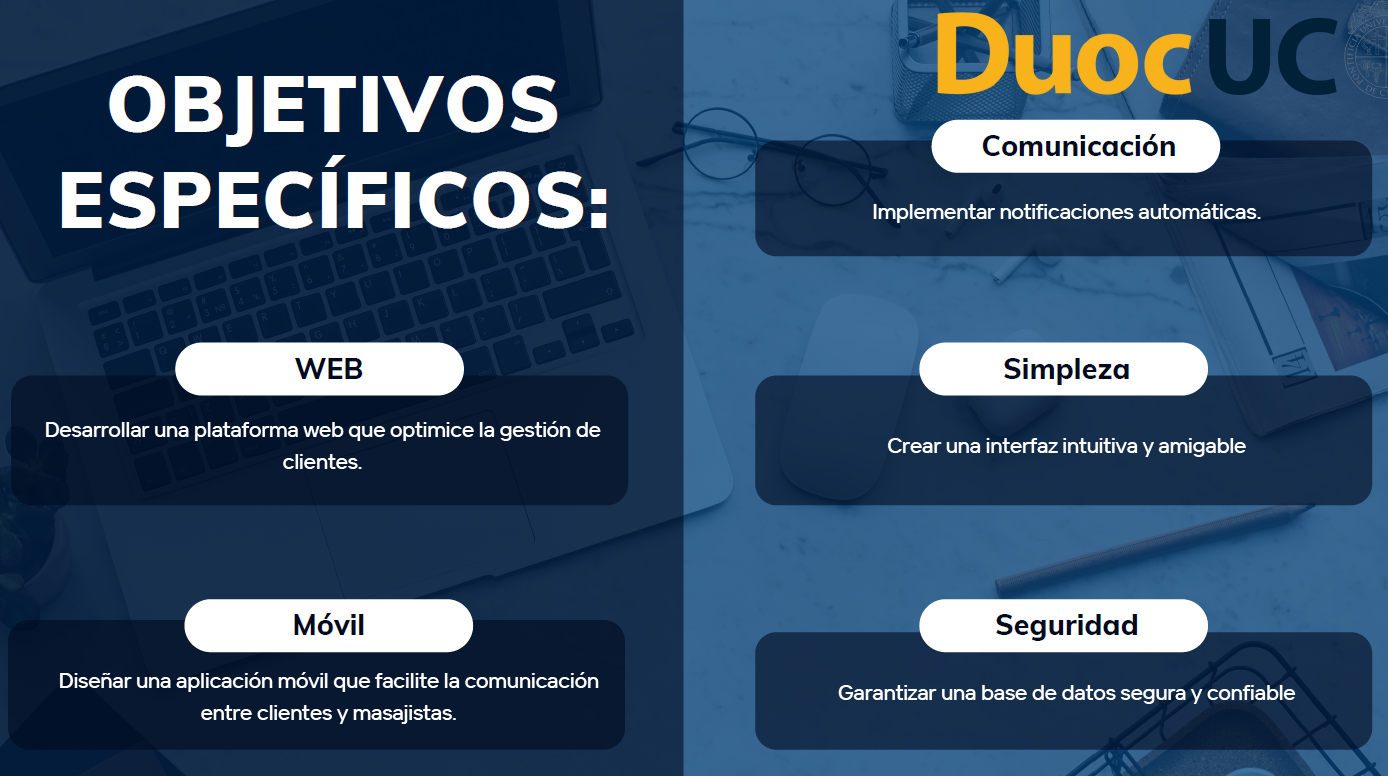 OBJETIVOS
ESPECÍFICOS:
WEB
Desarrollar una plataforma web que optimice la gestión de
clientes.
Móvil
Diseñar una aplicación móvil que facilite la comunicación
entre clientes y masajistas.
Duoc UC
Comunicación
Implementar notificaciones automáticas.
Simpleza
Crear una interfaz intuitiva y amigable
Seguridad
Garantizar una base de datos segura y confiable